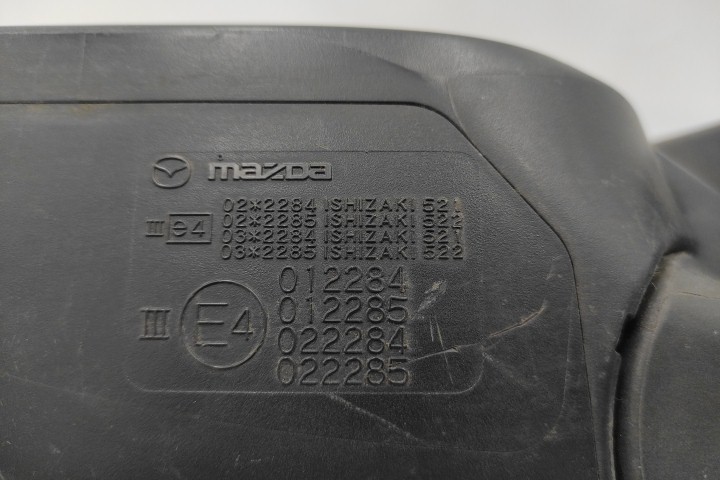 mazda
02*2284 ISHIZAKI 521
02*2285 ISHIZAKI 522
III e4
03*2284 ISHIZAKI 521
03*2285 ISHIZAKI 522
012284
012285
III E4
022284
022285